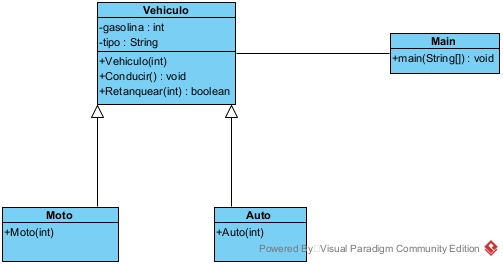 Vehiculo
-gasolina : int
-tipo : String
+Vehiculo(int)
+Conducir() : void
+Retanquear(int) : boolean
Main
+main(String[]) : void
Moto
+Moto(int)
Auto
+Auto(int)
Powered By Visual Paradigm Community Edition